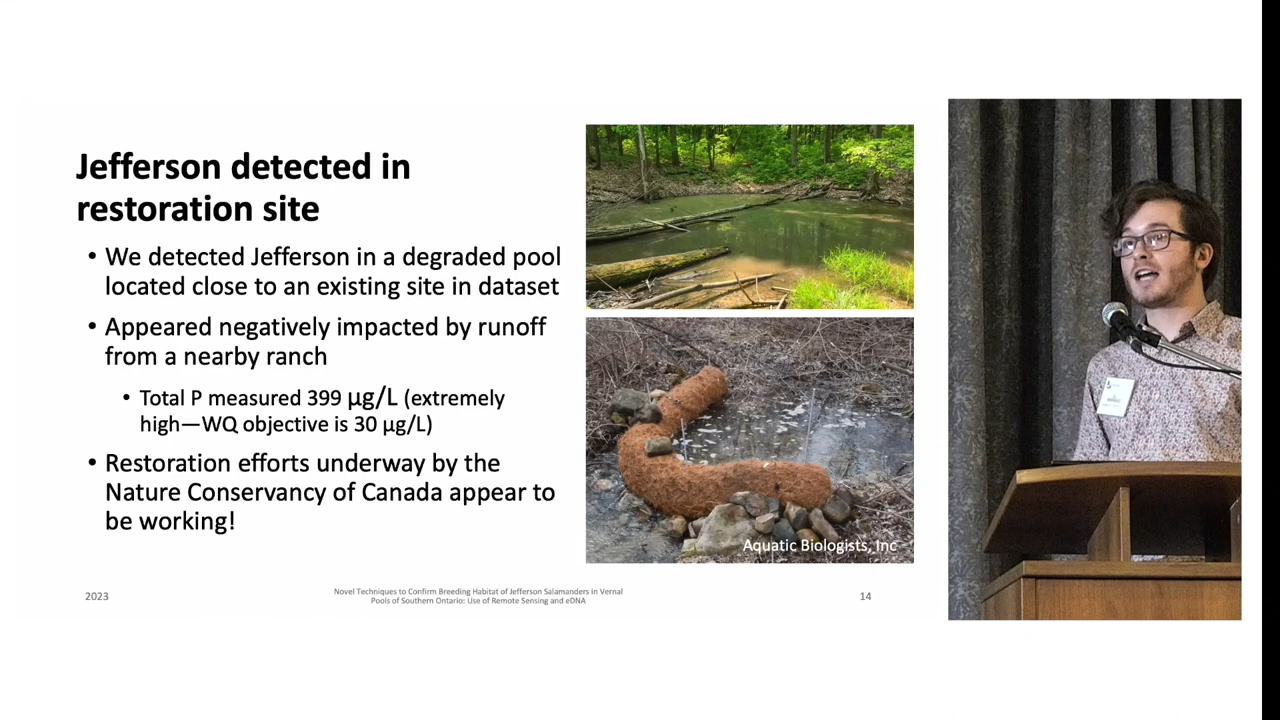 Jefferson detected in
restoration site
• We detected Jefferson in a degraded pool
located close to an existing site in dataset
• Appeared negatively impacted by runoff
from a nearby ranch
• Total P measured 399 µg/L (extremely
high—WQ objective is 30 µg/L)
• Restoration efforts underway by the
Nature Conservancy of Canada appear to
be working!
Aquatic Biologists, Inc
2023
Novel Techniques to Confirm Breeding Habitat of Jefferson Salamanders in Vernal
Pools of Southern Ontario: Use of Remote Sensing and eDNA
14